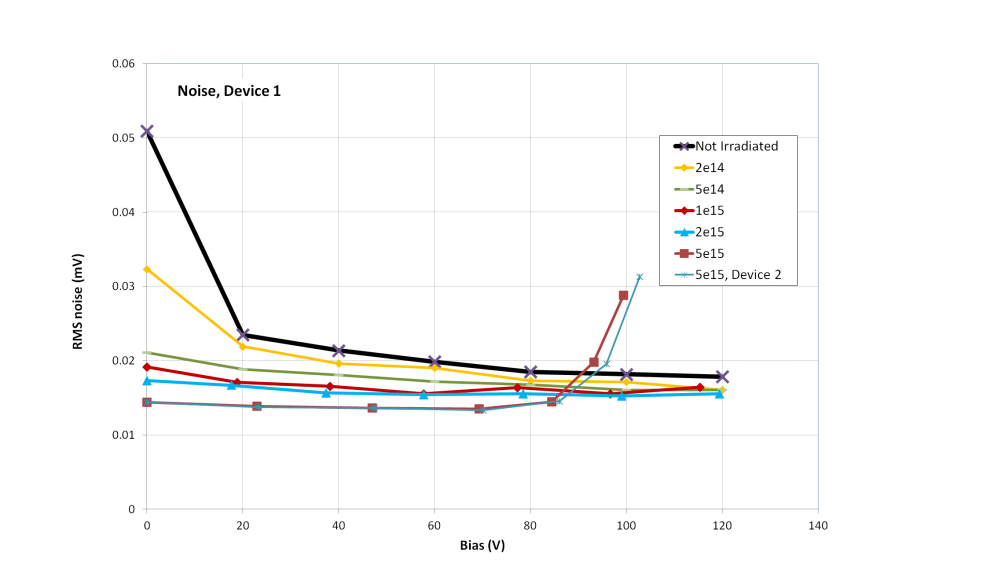 Noise, Device 1
0.06
0.05
0.04
0.03
0.02
0.01
0
RMS noise (mV)
Not Irradiated
2e14
5e14
1e15
2e15
5e15
5e15, Device 2
0 20 40 60 80 100 120 140
Bias (V)